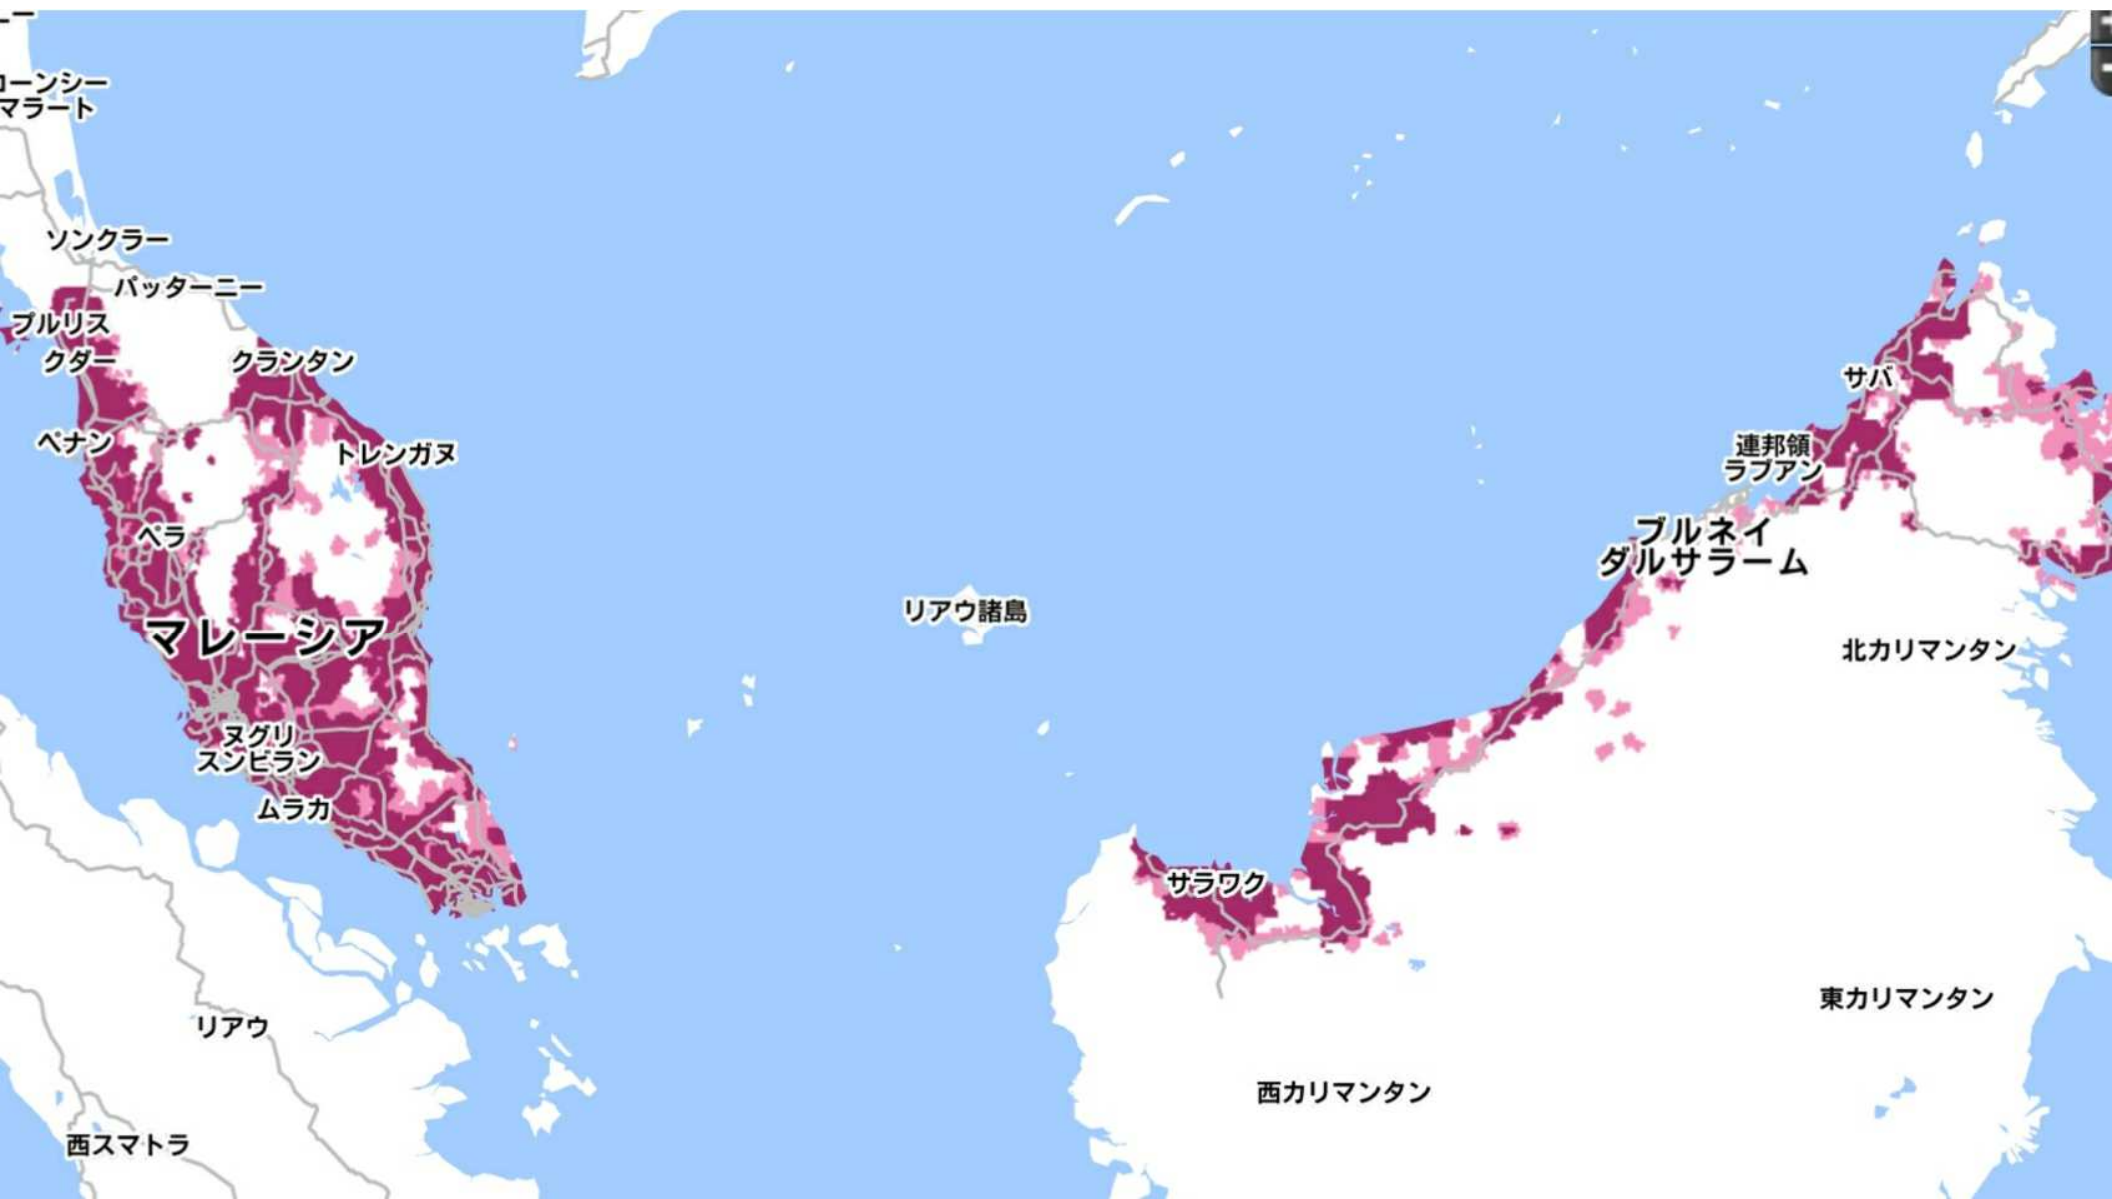 ソンクラー
パッターニー
プルリス
クダー
クランタン
ペナン
トレンガヌ
ペラ
マレーシア
ヌグリ
スンビラン
ムラカ
リアウ諸島
サバ
連邦領
ラブアン
ブルネイ
ダルサラーム
北カリマンタン
サラワク
東カリマンタン
リアウ
西カリマンタン
西スマトラ